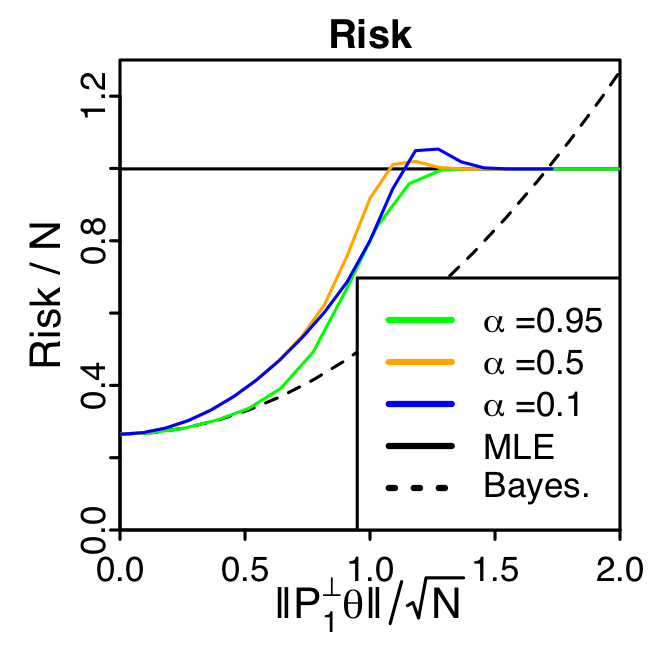 Risk
Risk / N
1.2
0.8
0.4
0.0
α =0.95
α =0.5
α =0.1
MLE
Bayes.
0.0 0.5 1.0 1.5 2.0
‖P₁^⊥θ‖/√N